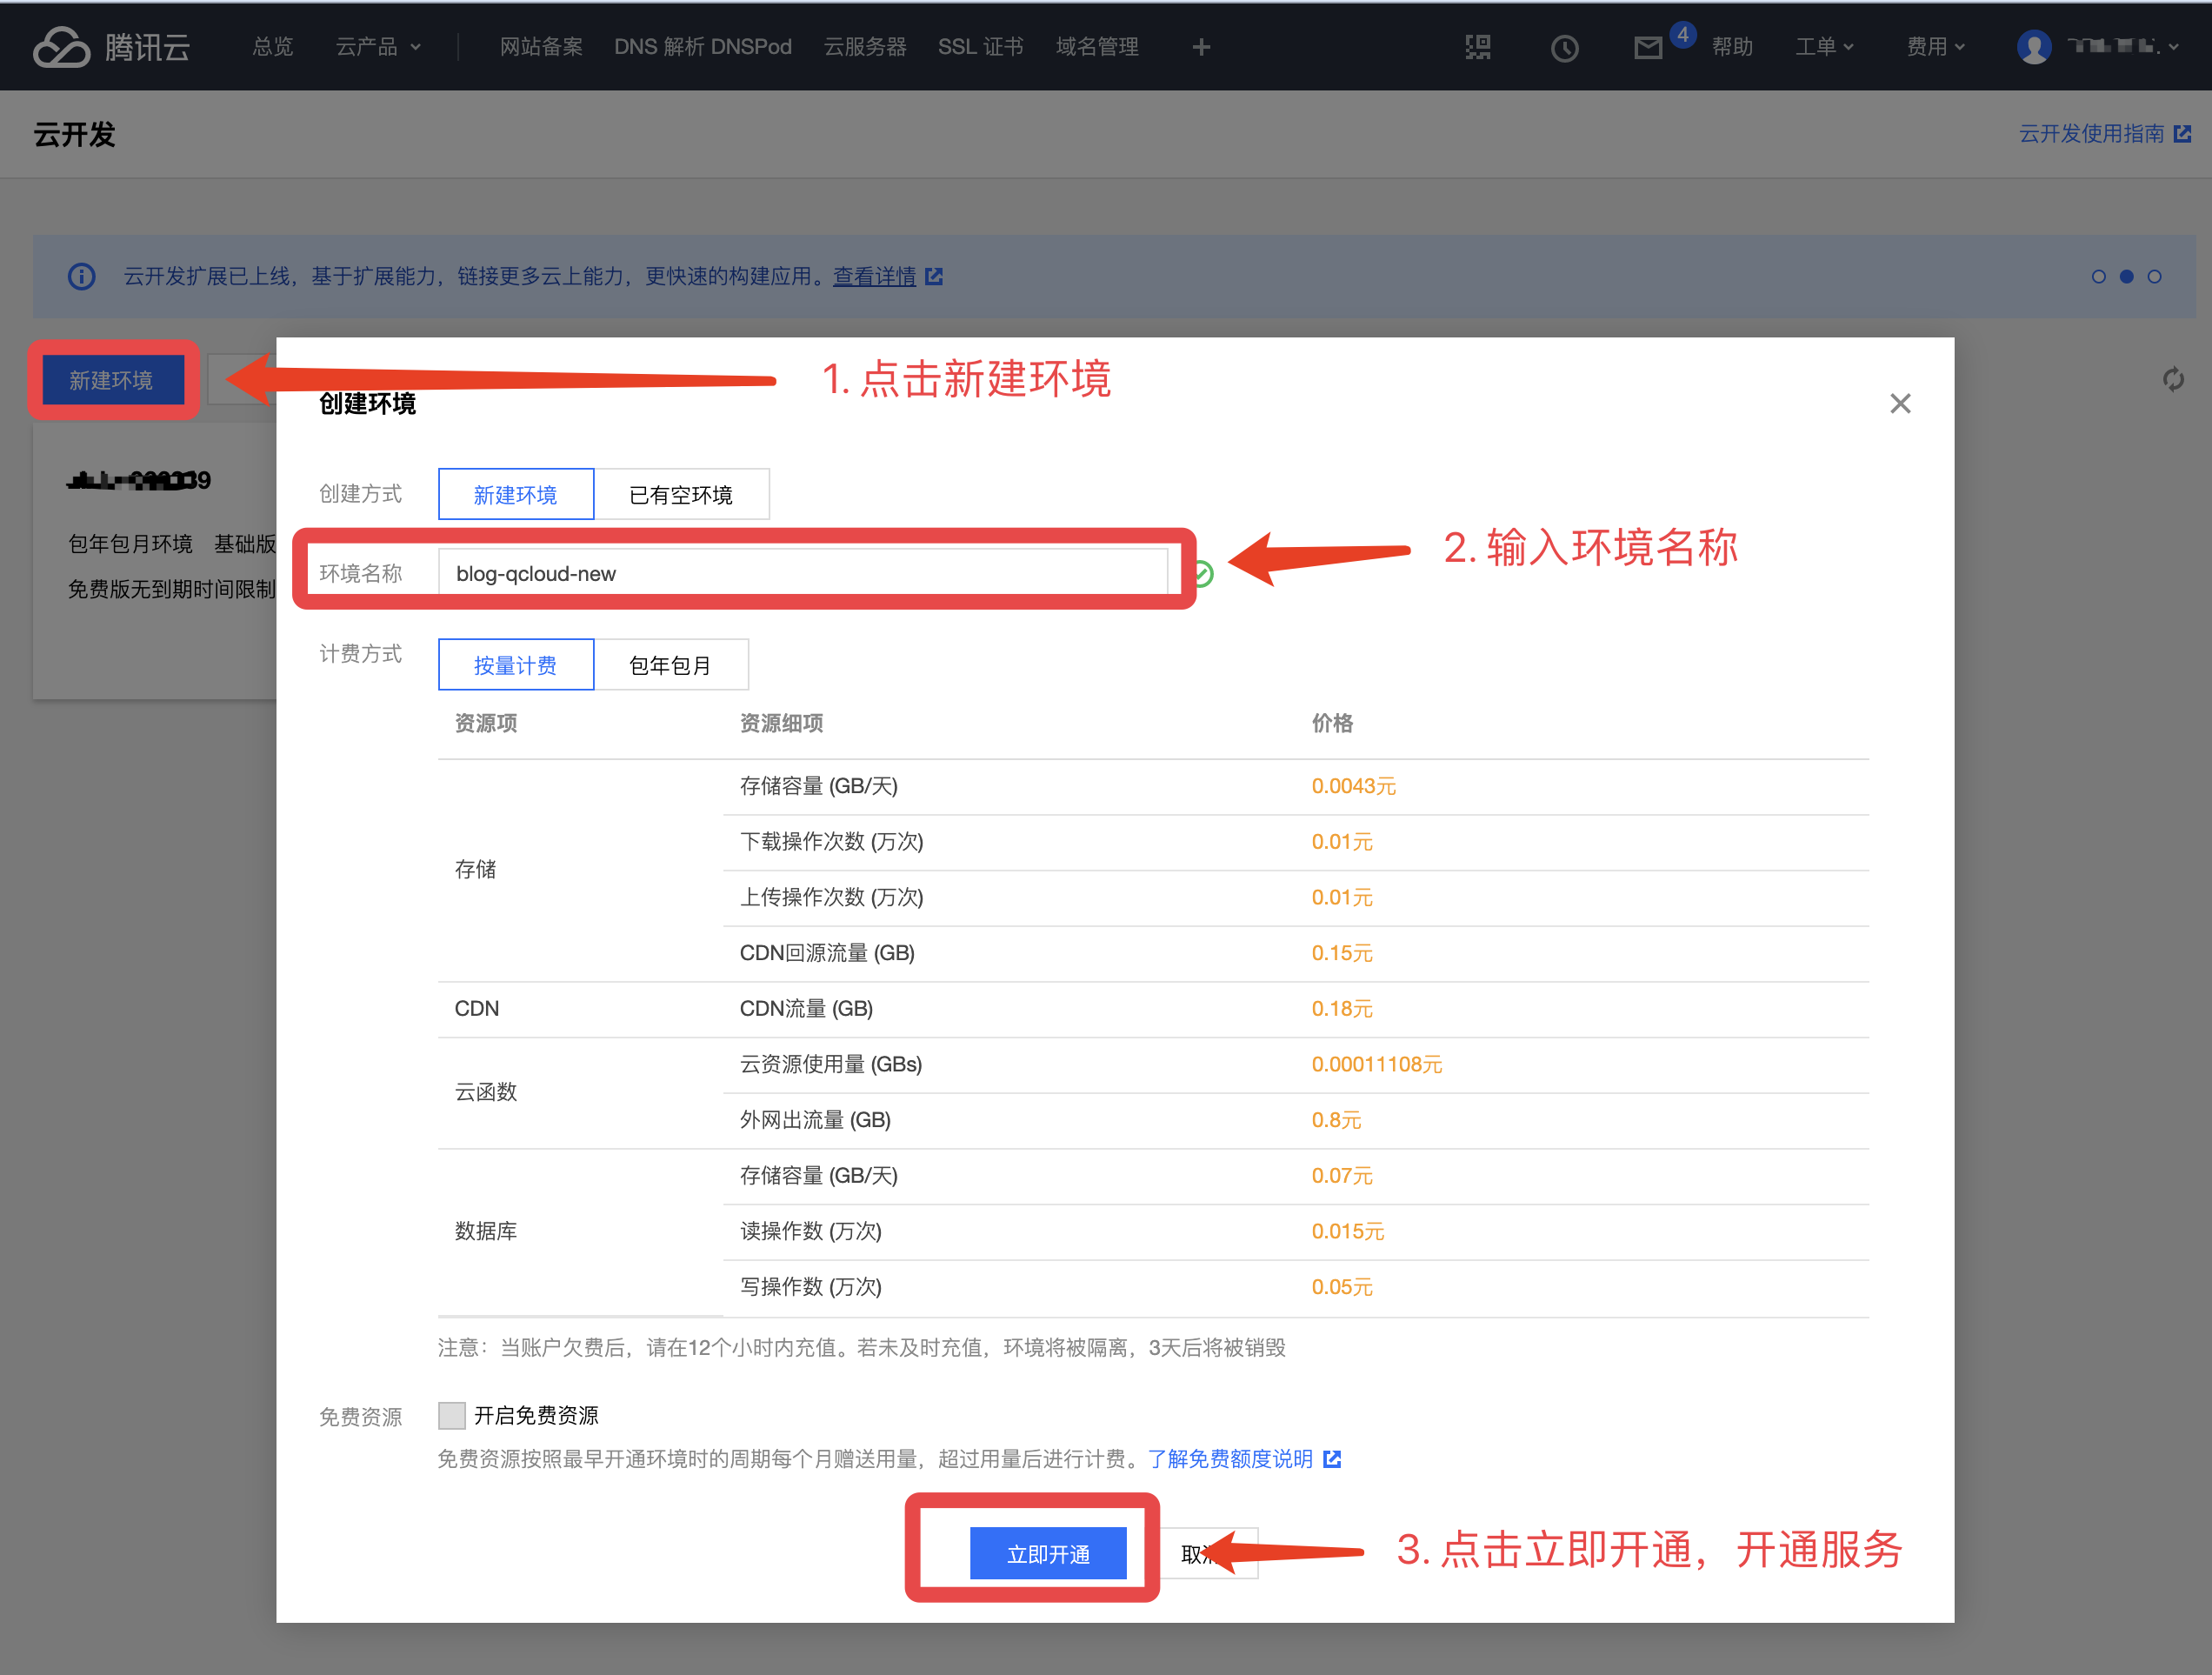 腾讯云 总览 云产品 网站备案 DNS 解析 DNSPod 云服务器 SSL 证书 域名管理 + 4 帮助 工单 费用
云开发 云开发使用指南
云开发扩展已上线，基于扩展能力，链接更多云上能力，更快速的构建应用。查看详情
新建环境
1. 点击新建环境
创建环境
创建方式 新建环境 已有空环境
包年包月环境 基础版
免费版无到期时间限制
环境名称 blog-qcloud-new
2. 输入环境名称
计费方式 按量计费 包年包月
资源项 资源细项 价格
存储
存储容量 (GB/天) 0.0043元
下载操作次数 (万次) 0.01元
上传操作次数 (万次) 0.01元
CDN回源流量 (GB) 0.15元
CDN CDN流量 (GB) 0.18元
云函数
云资源使用量 (GBs) 0.00011108元
外网出流量 (GB) 0.8元
数据库
存储容量 (GB/天) 0.07元
读操作数 (万次) 0.015元
写操作数 (万次) 0.05元
注意：当账户欠费后，请在12个小时内充值。若未及时充值，环境将被隔离，3天后将被销毁
免费资源 开启免费资源
免费资源按照最早开通环境时的周期每个月赠送用量，超过用量后进行计费。了解免费额度说明
立即开通 取
3. 点击立即开通，开通服务